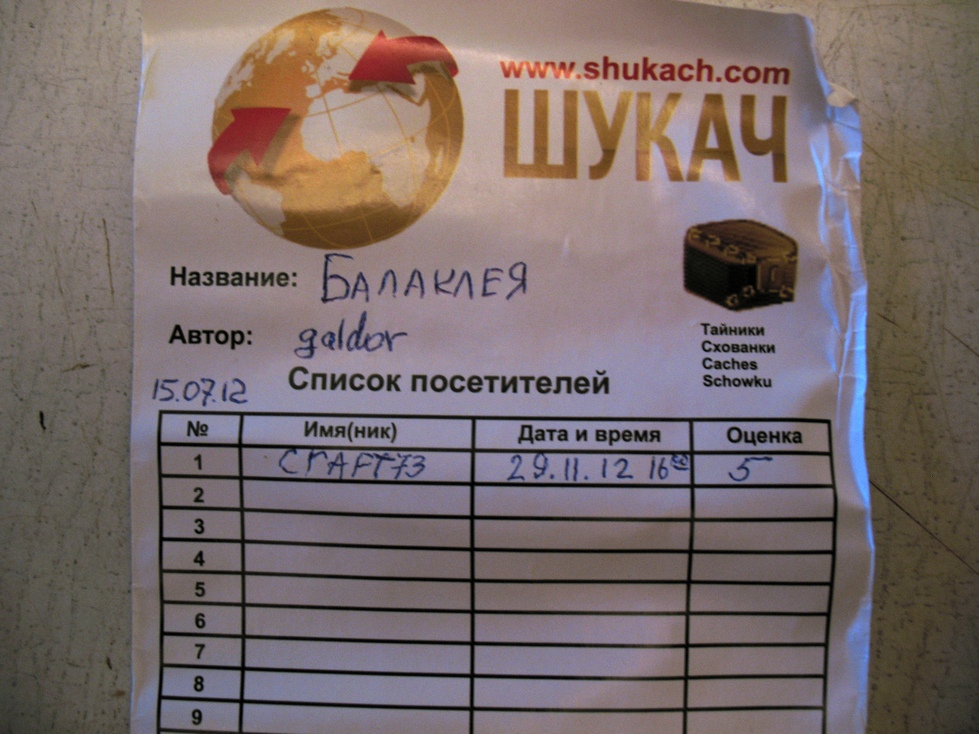 www.shukach.com
ШУКАЧ
Название: БАЛАКЛЕЯ
Автор: galdor
Тайники
Схованки
Caches
Schowku
15.07.12
Список посетителей
№ Имя(ник) Дата и время Оценка
1 CRAFT73 29.11.12 16⁰⁰ 5
2
3
4
5
6
7
8
9